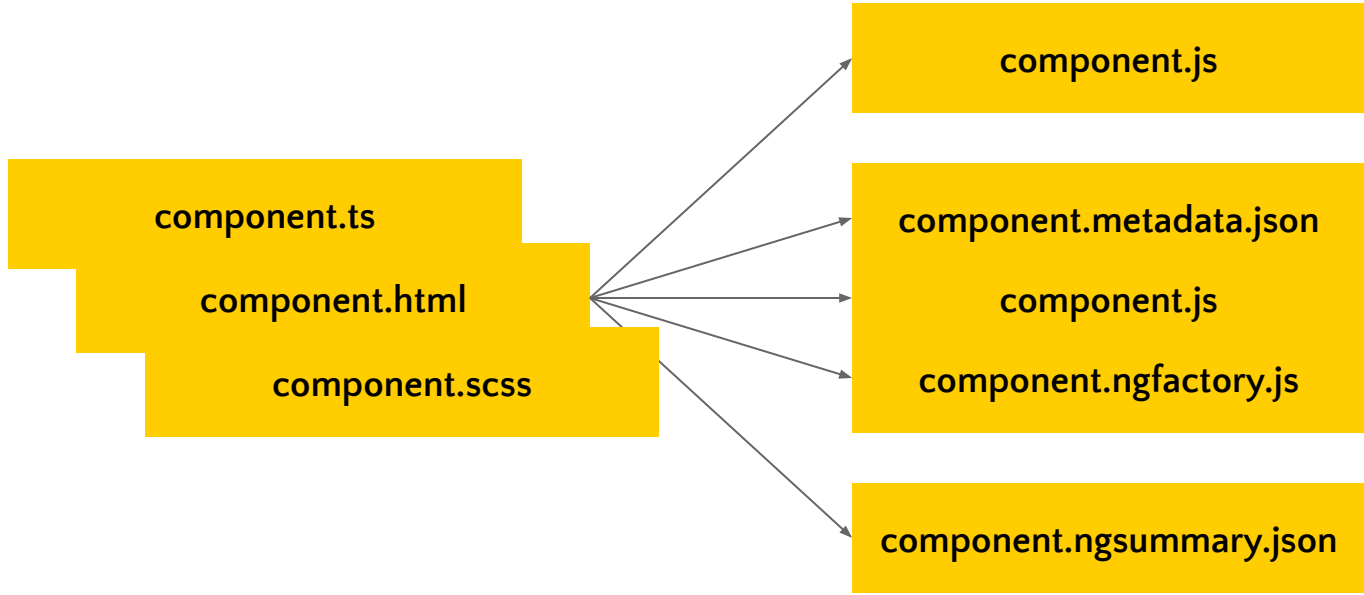 component.ts
component.html
component.scss
component.js
component.metadata.json
component.js
component.ngfactory.js
component.ngsummary.json